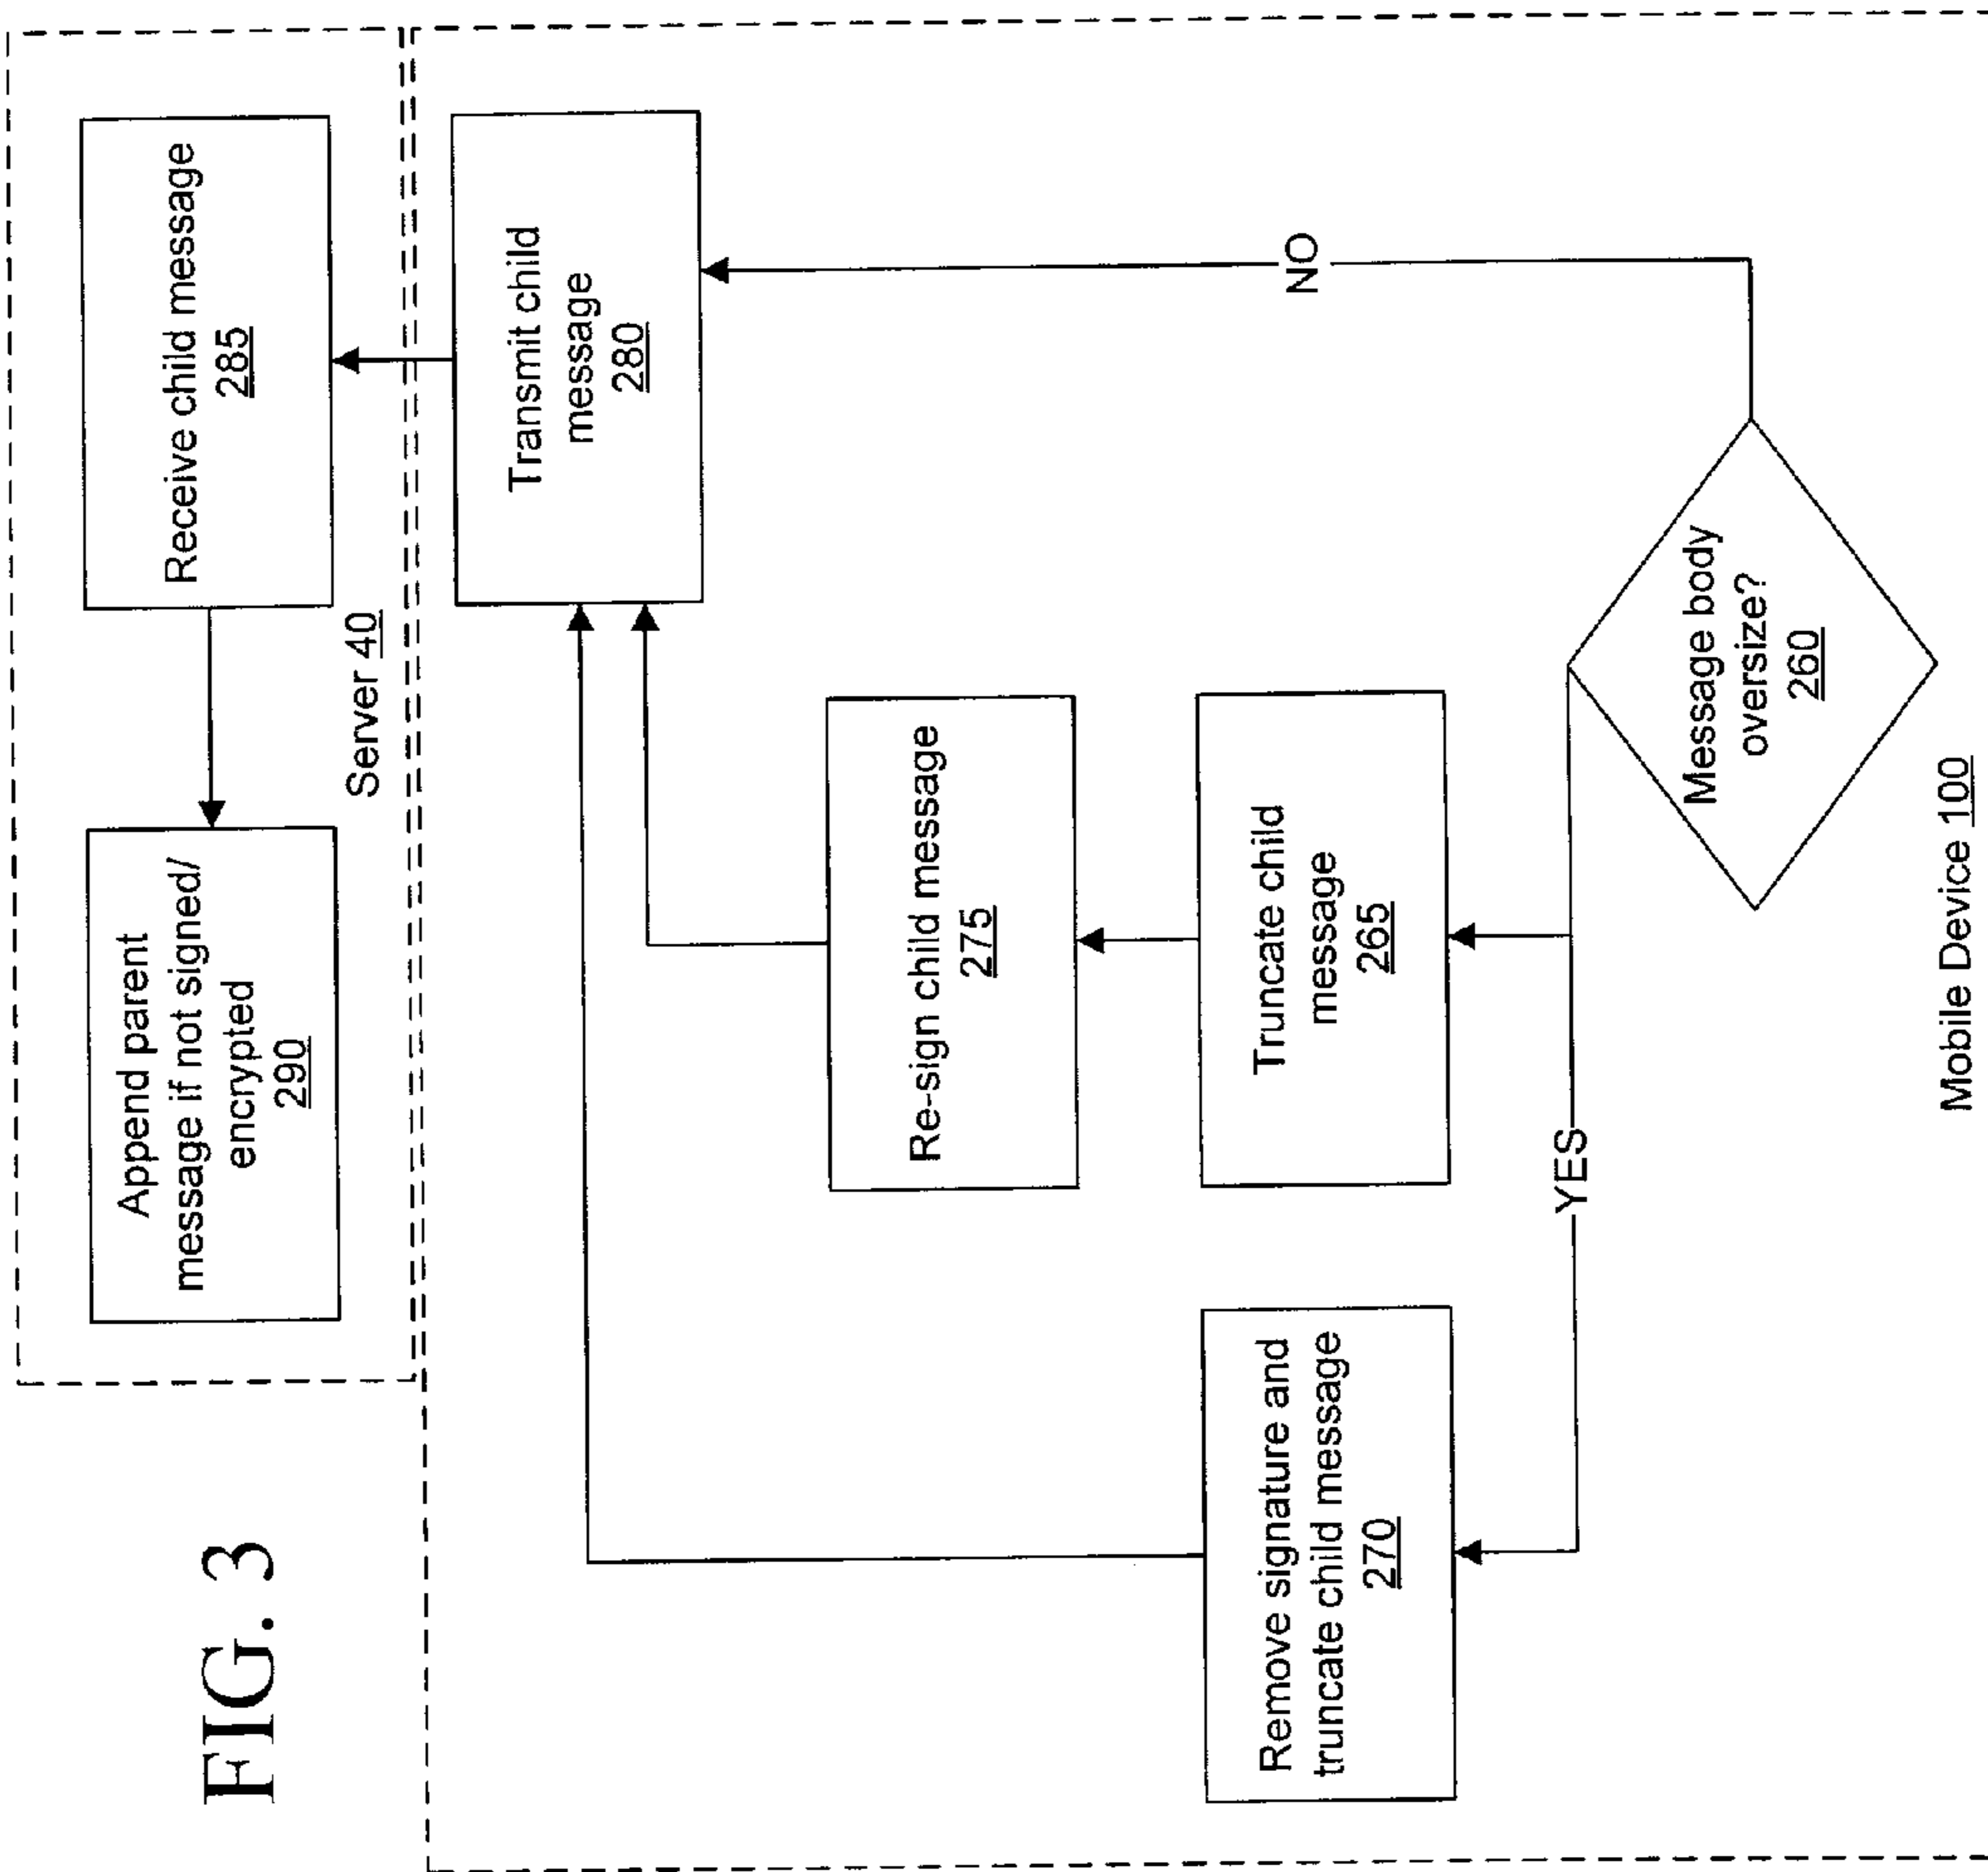 FIG. 3
Message body
oversize?
260
YES
NO
Remove signature and
truncate child message
270
Truncate child
message
265
Re-sign child message
275
Transmit child
message
280
Mobile Device 100
Receive child message
285
Append parent
message if not signed/
encrypted
290
Server 40